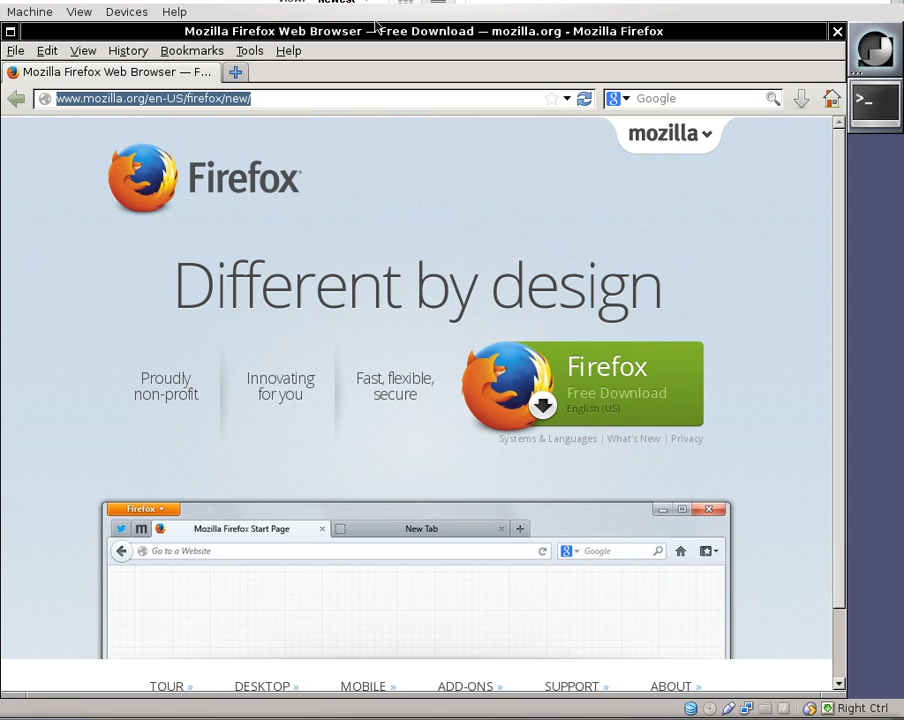 newest
Machine View Devices Help
Mozilla Firefox Web Browser — Free Download — mozilla.org - Mozilla Firefox
File Edit View History Bookmarks Tools Help
Mozilla Firefox Web Browser — F...
www.mozilla.org/en-US/firefox/new/
Google
mozilla
Firefox
Different by design
Proudly
non-profit
Innovating
for you
Fast, flexible,
secure
Firefox
Free Download
English (US)
Systems & Languages | What's New | Privacy
Firefox
Mozilla Firefox Start Page
New Tab
Go to a Website
Google
TOUR »
DESKTOP »
MOBILE »
ADD-ONS »
SUPPORT »
ABOUT »
Right Ctrl